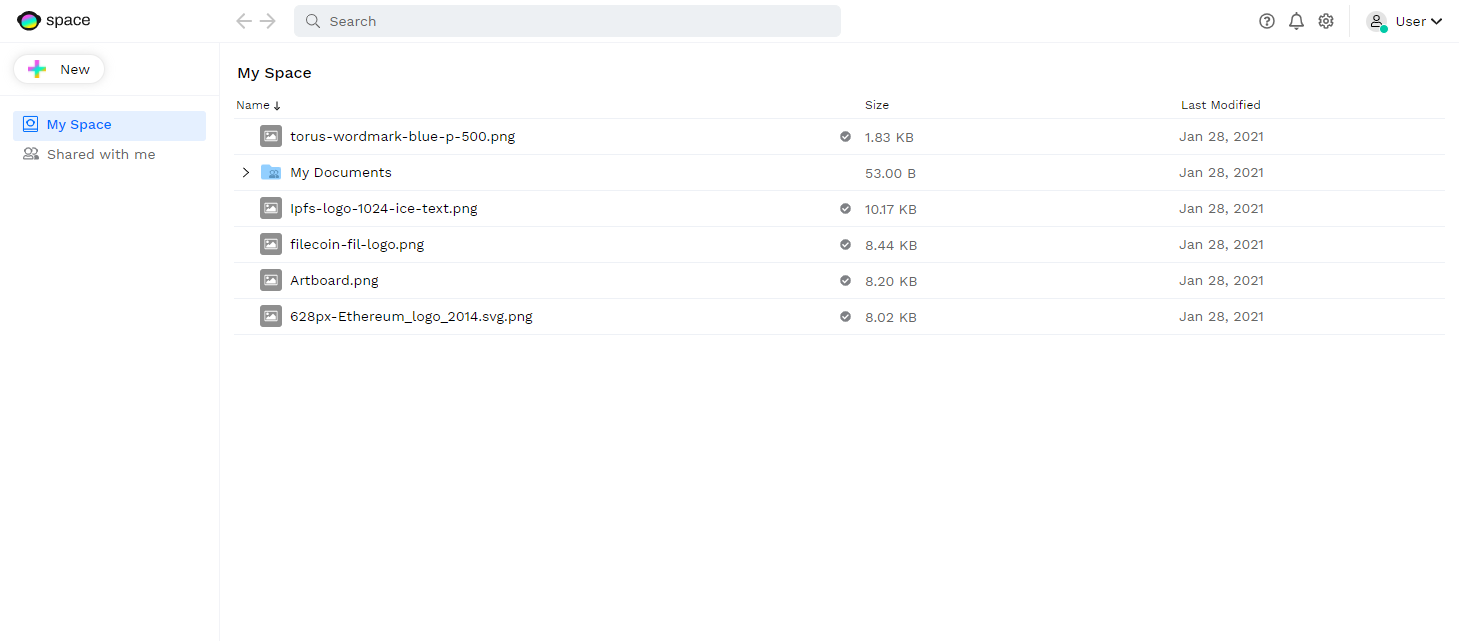 space
Search
User
New
My Space
Shared with me
My Space
Name Size Last Modified
torus-wordmark-blue-p-500.png 1.83 KB Jan 28, 2021
My Documents 53.00 B Jan 28, 2021
Ipfs-logo-1024-ice-text.png 10.17 KB Jan 28, 2021
filecoin-fil-logo.png 8.44 KB Jan 28, 2021
Artboard.png 8.20 KB Jan 28, 2021
628px-Ethereum_logo_2014.svg.png 8.02 KB Jan 28, 2021